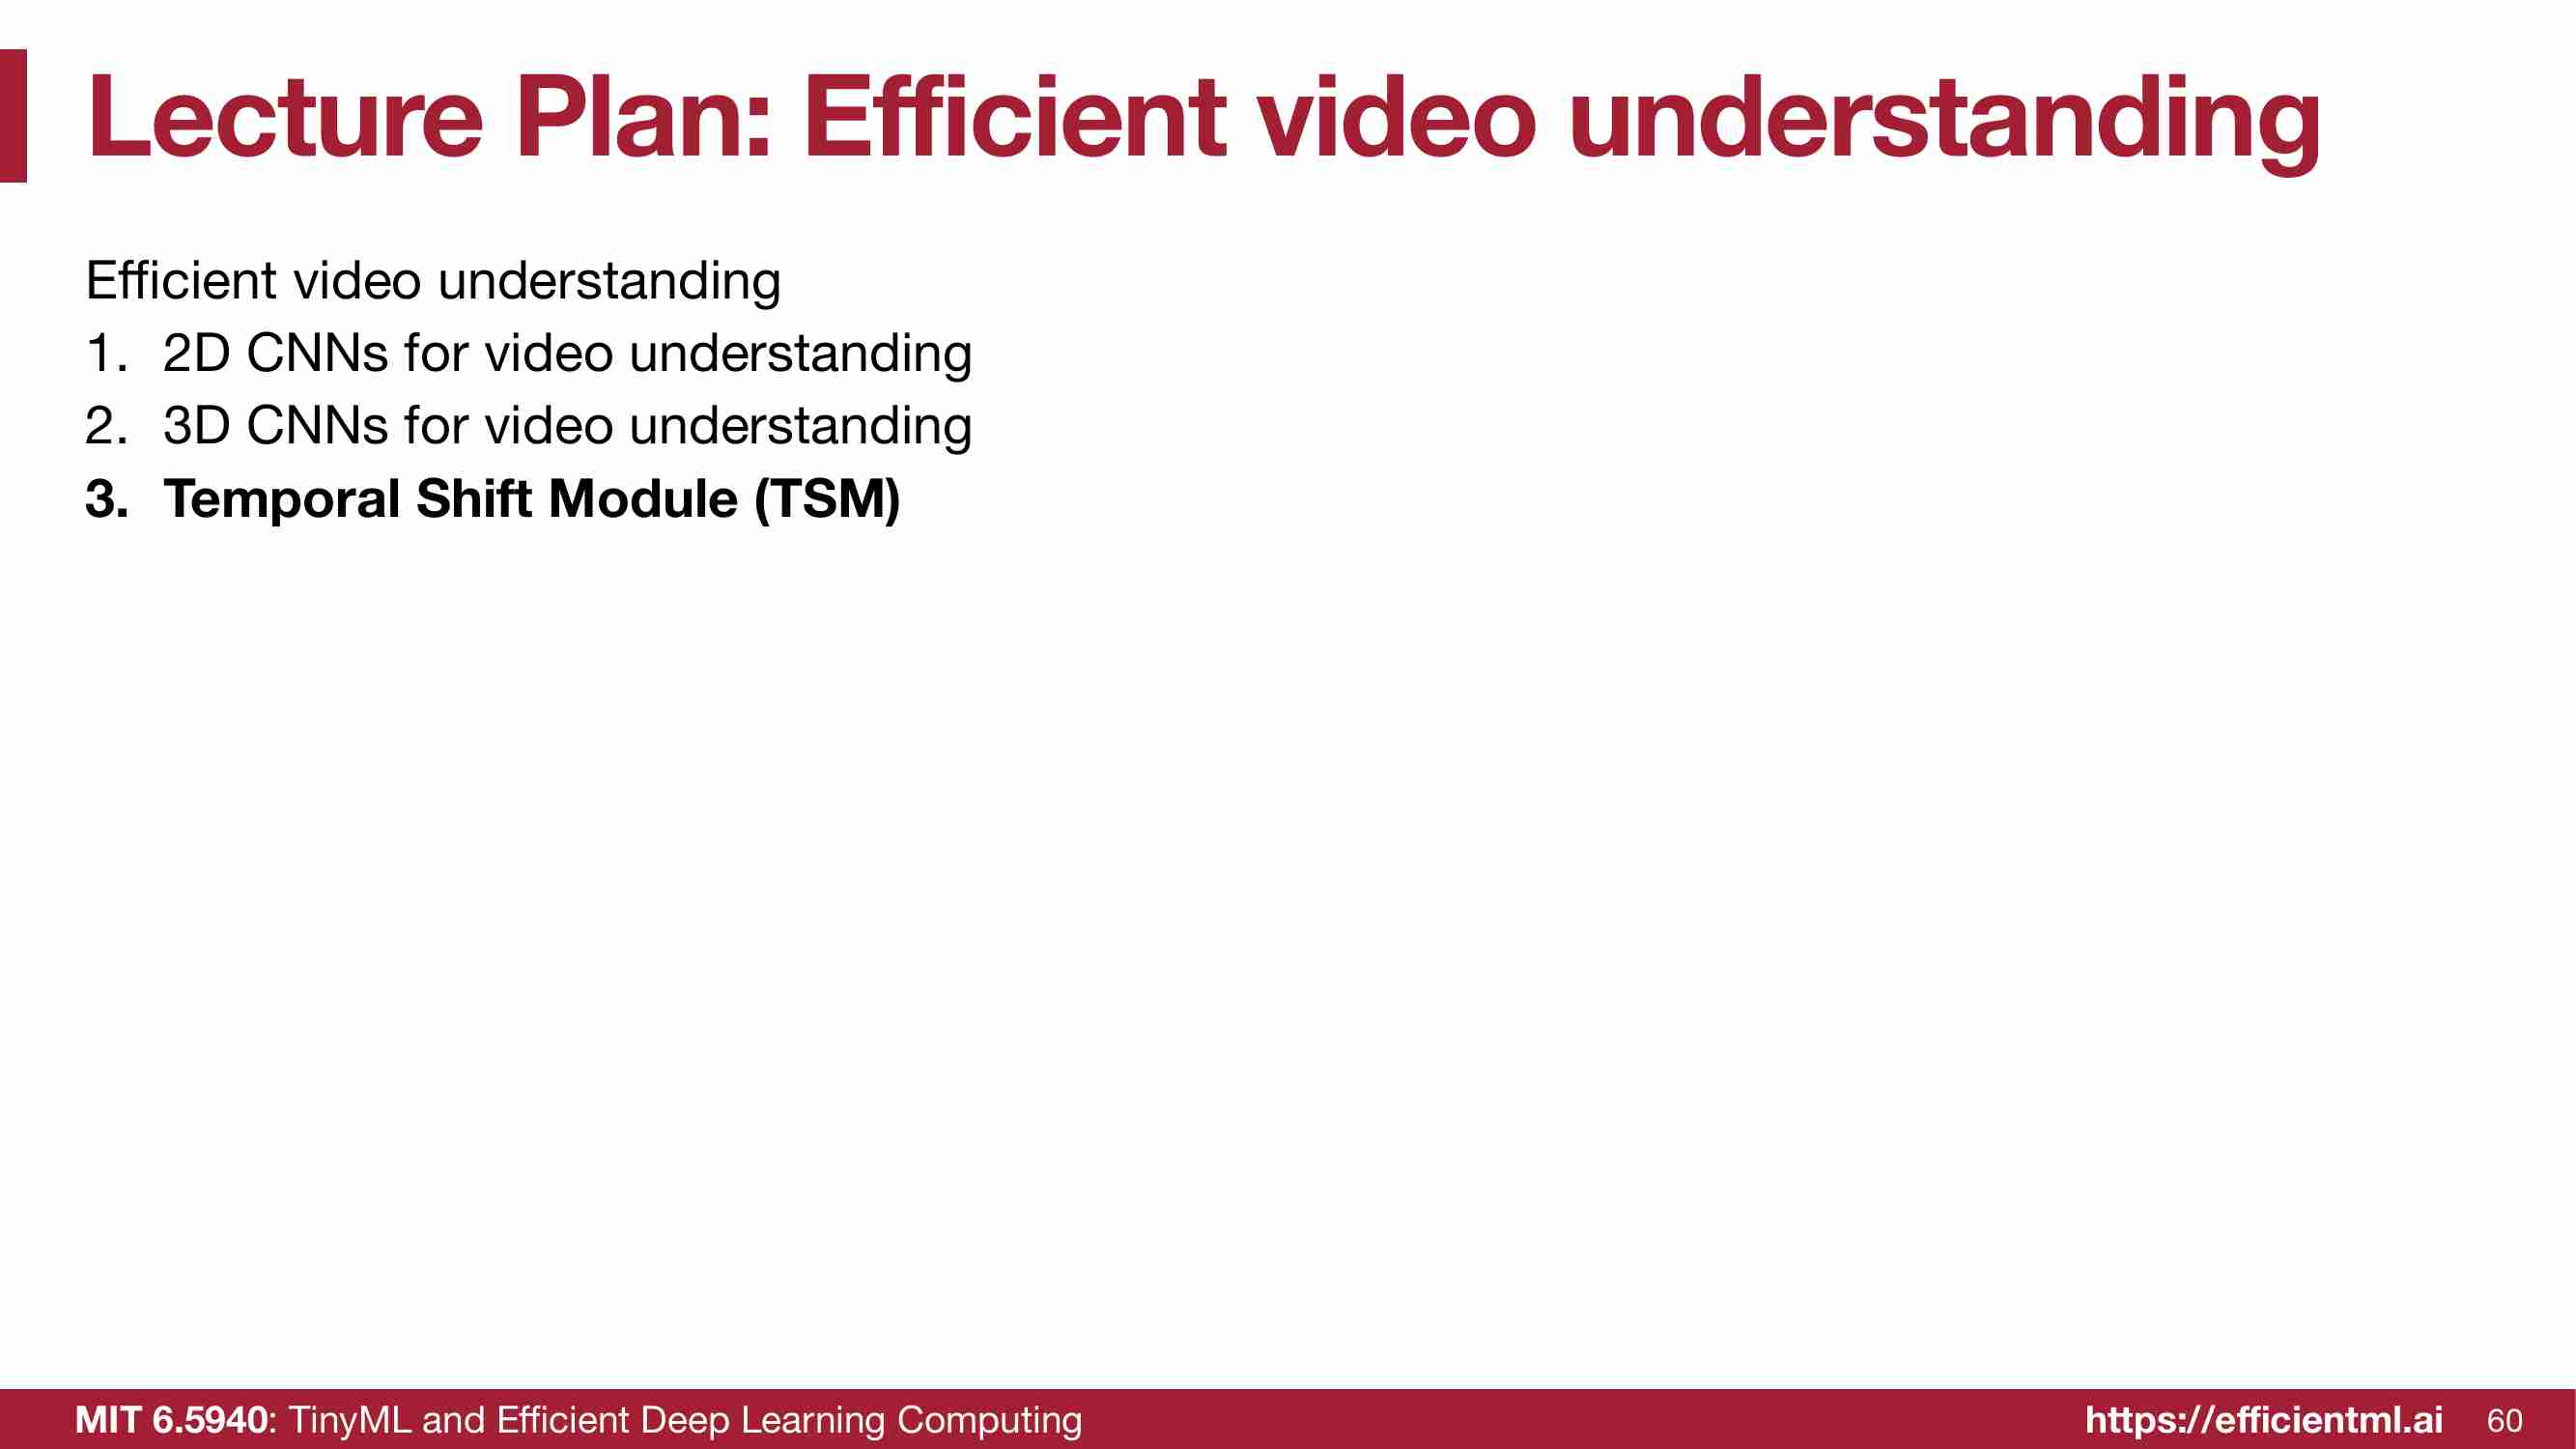 Lecture Plan: Efficient video understanding
Efficient video understanding
1. 2D CNNs for video understanding
2. 3D CNNs for video understanding
3. Temporal Shift Module (TSM)
MIT 6.5940: TinyML and Efficient Deep Learning Computing
https://efficientml.ai 60